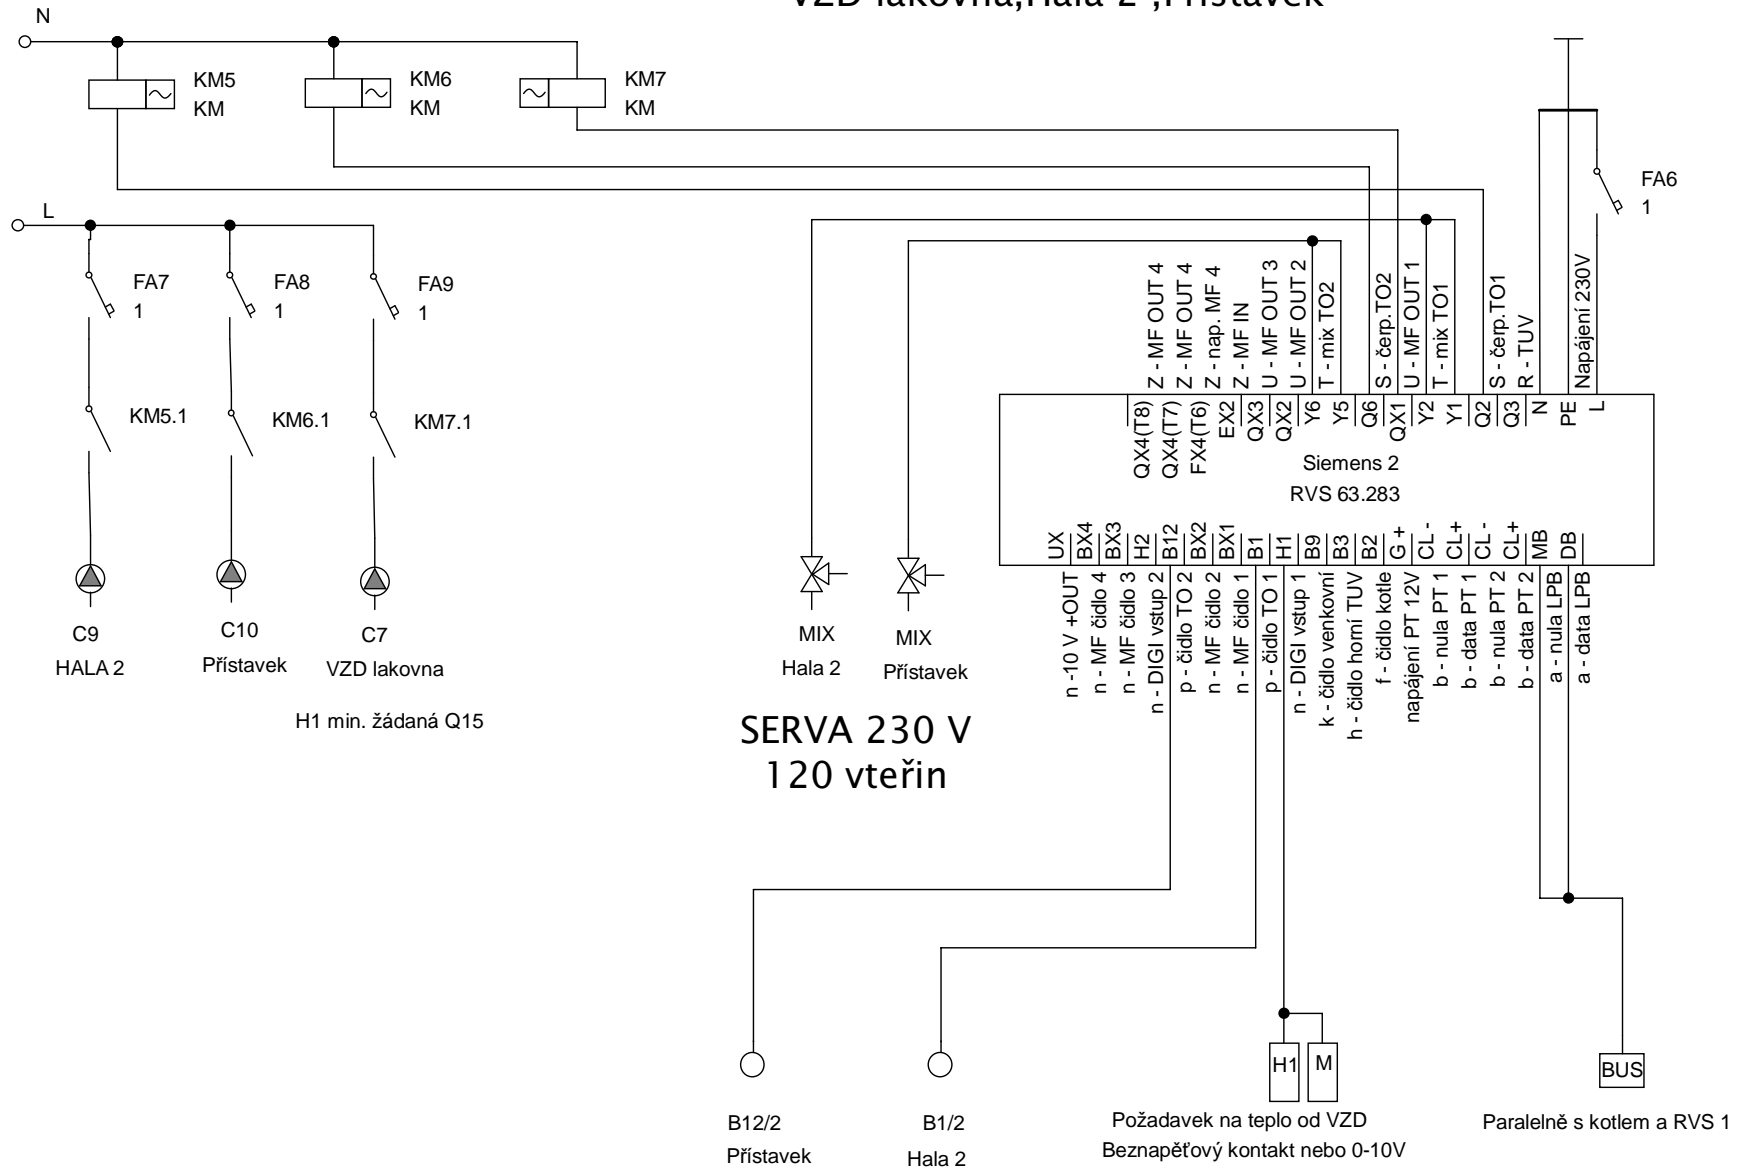 VZD lakovna,Hala 2 ,Přístavek
N
KM5
KM
KM6
KM
KM7
KM
FA6
1
L
FA7
1
FA8
1
FA9
1
KM5.1
KM6.1
KM7.1
C9
HALA 2
C10
Přístavek
C7
VZD lakovna
H1 min. žádaná Q15
MIX
Hala 2
MIX
Přístavek
SERVA 230 V
120 vteřin
Z - MF OUT 4
Z - MF OUT 4
Z - nap. MF 4
Z - MF IN
U - MF OUT 3
U - MF OUT 2
T - mix TO2
S - čerp.TO2
U - MF OUT 1
T - mix TO1
S - čerp.TO1
R - TUV
Napájení 230V
QX4(T8)
QX4(T7)
FX4(T6)
EX2
QX3
QX2
Y6
Y5
Q6
QX1
Y2
Y1
Q2
Q3
N
PE
L
Siemens 2
RVS 63.283
UX
BX4
BX3
H2
B12
BX2
BX1
B1
H1
B9
B3
B2
G +
CL -
CL+
CL -
CL+
MB
DB
n -10 V +OUT
n - MF čidlo 4
n - MF čidlo 3
n - DIGI vstup 2
p - čidlo TO 2
n - MF čidlo 2
n - MF čidlo 1
p - čidlo TO 1
n - DIGI vstup 1
k - čidlo venkovní
h - čidlo horní TUV
f - čidlo kotle
napájení PT 12V
b - nula PT 1
b - data PT 1
b - nula PT 2
b - data PT 2
a - nula LPB
a - data LPB
H1
M
BUS
B12/2
Přístavek
B1/2
Hala 2
Požadavek na teplo od VZD
Beznapěťový kontakt nebo 0-10V
Paralelně s kotlem a RVS 1